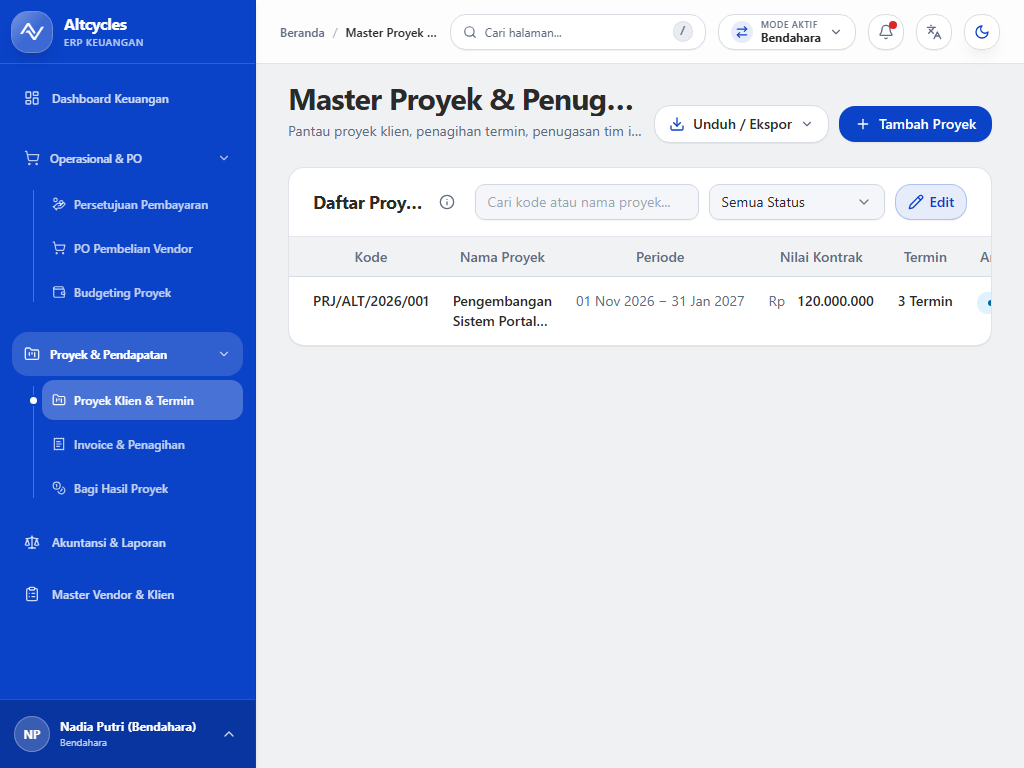 Altcycles
ERP KEUANGAN
Dashboard Keuangan
Operasional & PO
Persetujuan Pembayaran
PO Pembelian Vendor
Budgeting Proyek
Proyek & Pendapatan
Proyek Klien & Termin
Invoice & Penagihan
Bagi Hasil Proyek
Akuntansi & Laporan
Master Vendor & Klien
NP
Nadia Putri (Bendahara)
Bendahara
Beranda / Master Proyek ...
Cari halaman...
/
MODE AKTIF
Bendahara
Master Proyek & Penug...
Pantau proyek klien, penagihan termin, penugasan tim i...
Unduh / Ekspor
Tambah Proyek
Daftar Proy...
Cari kode atau nama proyek...
Semua Status
Edit
Kode Nama Proyek Periode Nilai Kontrak Termin
PRJ/ALT/2026/001 Pengembangan 01 Nov 2026 – 31 Jan 2027 Rp 120.000.000 3 Termin
Sistem Portal...